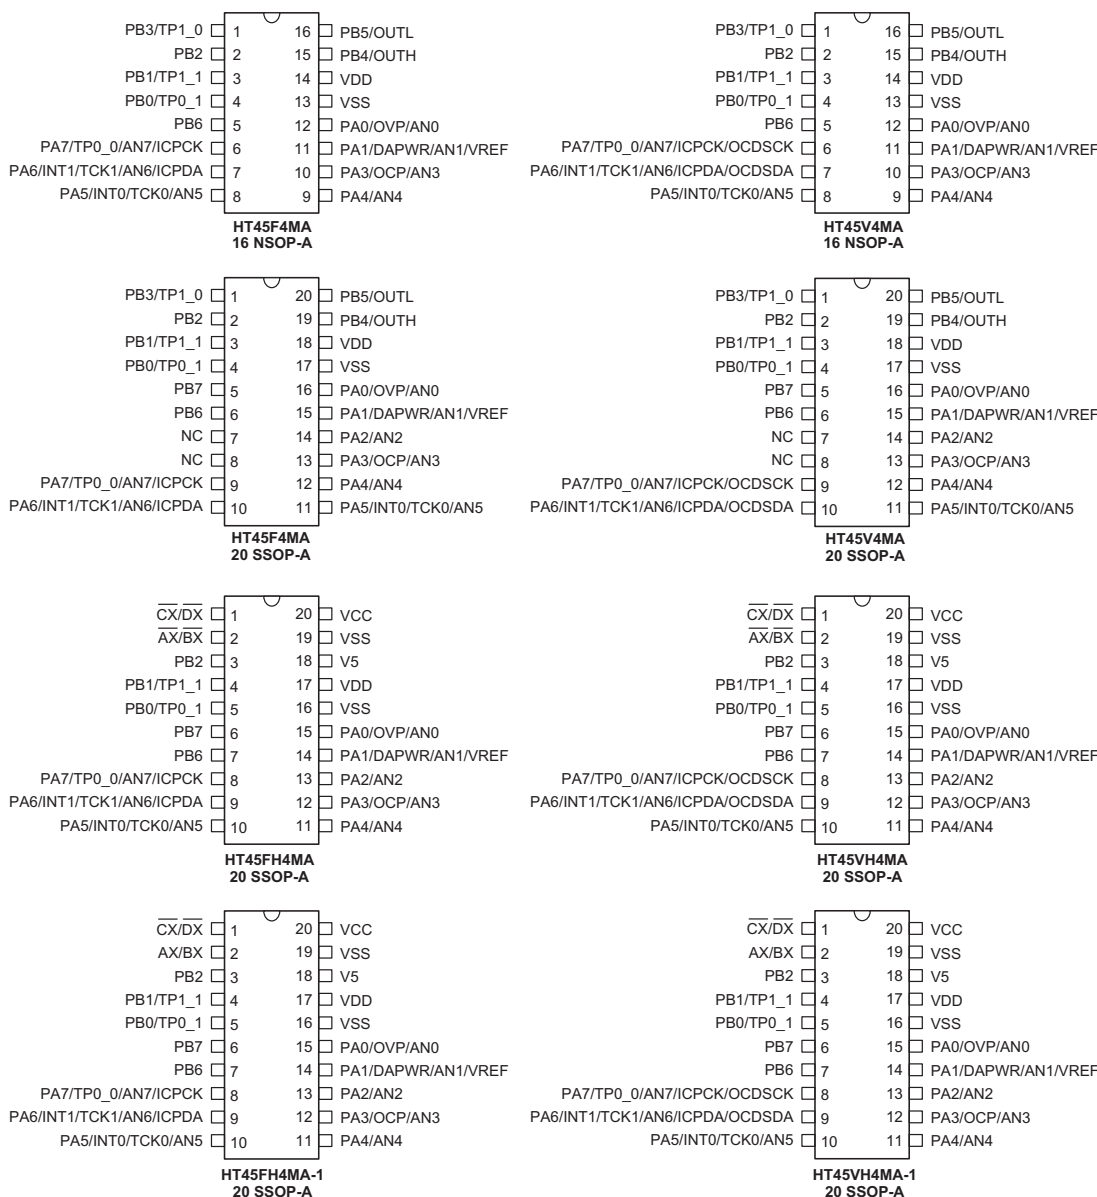 PB3/TP1_0 1 16 PB5/OUTL
PB2 2 15 PB4/OUTH
PB1/TP1_1 3 14 VDD
PB0/TP0_1 4 13 VSS
PB6 5 12 PA0/OVP/AN0
PA7/TP0_0/AN7/ICPCK 6 11 PA1/DAPWR/AN1/VREF
PA6/INT1/TCK1/AN6/ICPDA 7 10 PA3/OCP/AN3
PA5/INT0/TCK0/AN5 8 9 PA4/AN4
HT45F4MA
16 NSOP-A
PB3/TP1_0 1 16 PB5/OUTL
PB2 2 15 PB4/OUTH
PB1/TP1_1 3 14 VDD
PB0/TP0_1 4 13 VSS
PB6 5 12 PA0/OVP/AN0
PA7/TP0_0/AN7/ICPCK/OCDSCK 6 11 PA1/DAPWR/AN1/VREF
PA6/INT1/TCK1/AN6/ICPDA/OCDSDA 7 10 PA3/OCP/AN3
PA5/INT0/TCK0/AN5 8 9 PA4/AN4
HT45V4MA
16 NSOP-A
PB3/TP1_0 1 20 PB5/OUTL
PB2 2 19 PB4/OUTH
PB1/TP1_1 3 18 VDD
PB0/TP0_1 4 17 VSS
PB7 5 16 PA0/OVP/AN0
PB6 6 15 PA1/DAPWR/AN1/VREF
NC 7 14 PA2/AN2
NC 8 13 PA3/OCP/AN3
PA7/TP0_0/AN7/ICPCK 9 12 PA4/AN4
PA6/INT1/TCK1/AN6/ICPDA 10 11 PA5/INT0/TCK0/AN5
HT45F4MA
20 SSOP-A
PB3/TP1_0 1 20 PB5/OUTL
PB2 2 19 PB4/OUTH
PB1/TP1_1 3 18 VDD
PB0/TP0_1 4 17 VSS
PB7 5 16 PA0/OVP/AN0
PB6 6 15 PA1/DAPWR/AN1/VREF
NC 7 14 PA2/AN2
NC 8 13 PA3/OCP/AN3
PA7/TP0_0/AN7/ICPCK/OCDSCK 9 12 PA4/AN4
PA6/INT1/TCK1/AN6/ICPDA/OCDSDA 10 11 PA5/INT0/TCK0/AN5
HT45V4MA
20 SSOP-A
C̅X̅/D̅X̅ 1 20 VCC
A̅X̅/B̅X̅ 2 19 VSS
PB2 3 18 V5
PB1/TP1_1 4 17 VDD
PB0/TP0_1 5 16 VSS
PB7 6 15 PA0/OVP/AN0
PB6 7 14 PA1/DAPWR/AN1/VREF
PA7/TP0_0/AN7/ICPCK 8 13 PA2/AN2
PA6/INT1/TCK1/AN6/ICPDA 9 12 PA3/OCP/AN3
PA5/INT0/TCK0/AN5 10 11 PA4/AN4
HT45FH4MA
20 SSOP-A
C̅X̅/D̅X̅ 1 20 VCC
A̅X̅/B̅X̅ 2 19 VSS
PB2 3 18 V5
PB1/TP1_1 4 17 VDD
PB0/TP0_1 5 16 VSS
PB7 6 15 PA0/OVP/AN0
PB6 7 14 PA1/DAPWR/AN1/VREF
PA7/TP0_0/AN7/ICPCK/OCDSCK 8 13 PA2/AN2
PA6/INT1/TCK1/AN6/ICPDA/OCDSDA 9 12 PA3/OCP/AN3
PA5/INT0/TCK0/AN5 10 11 PA4/AN4
HT45VH4MA
20 SSOP-A
C̅X̅/D̅X̅ 1 20 VCC
AX/BX 2 19 VSS
PB2 3 18 V5
PB1/TP1_1 4 17 VDD
PB0/TP0_1 5 16 VSS
PB7 6 15 PA0/OVP/AN0
PB6 7 14 PA1/DAPWR/AN1/VREF
PA7/TP0_0/AN7/ICPCK 8 13 PA2/AN2
PA6/INT1/TCK1/AN6/ICPDA 9 12 PA3/OCP/AN3
PA5/INT0/TCK0/AN5 10 11 PA4/AN4
HT45FH4MA-1
20 SSOP-A
C̅X̅/D̅X̅ 1 20 VCC
AX/BX 2 19 VSS
PB2 3 18 V5
PB1/TP1_1 4 17 VDD
PB0/TP0_1 5 16 VSS
PB7 6 15 PA0/OVP/AN0
PB6 7 14 PA1/DAPWR/AN1/VREF
PA7/TP0_0/AN7/ICPCK/OCDSCK 8 13 PA2/AN2
PA6/INT1/TCK1/AN6/ICPDA/OCDSDA 9 12 PA3/OCP/AN3
PA5/INT0/TCK0/AN5 10 11 PA4/AN4
HT45VH4MA-1
20 SSOP-A